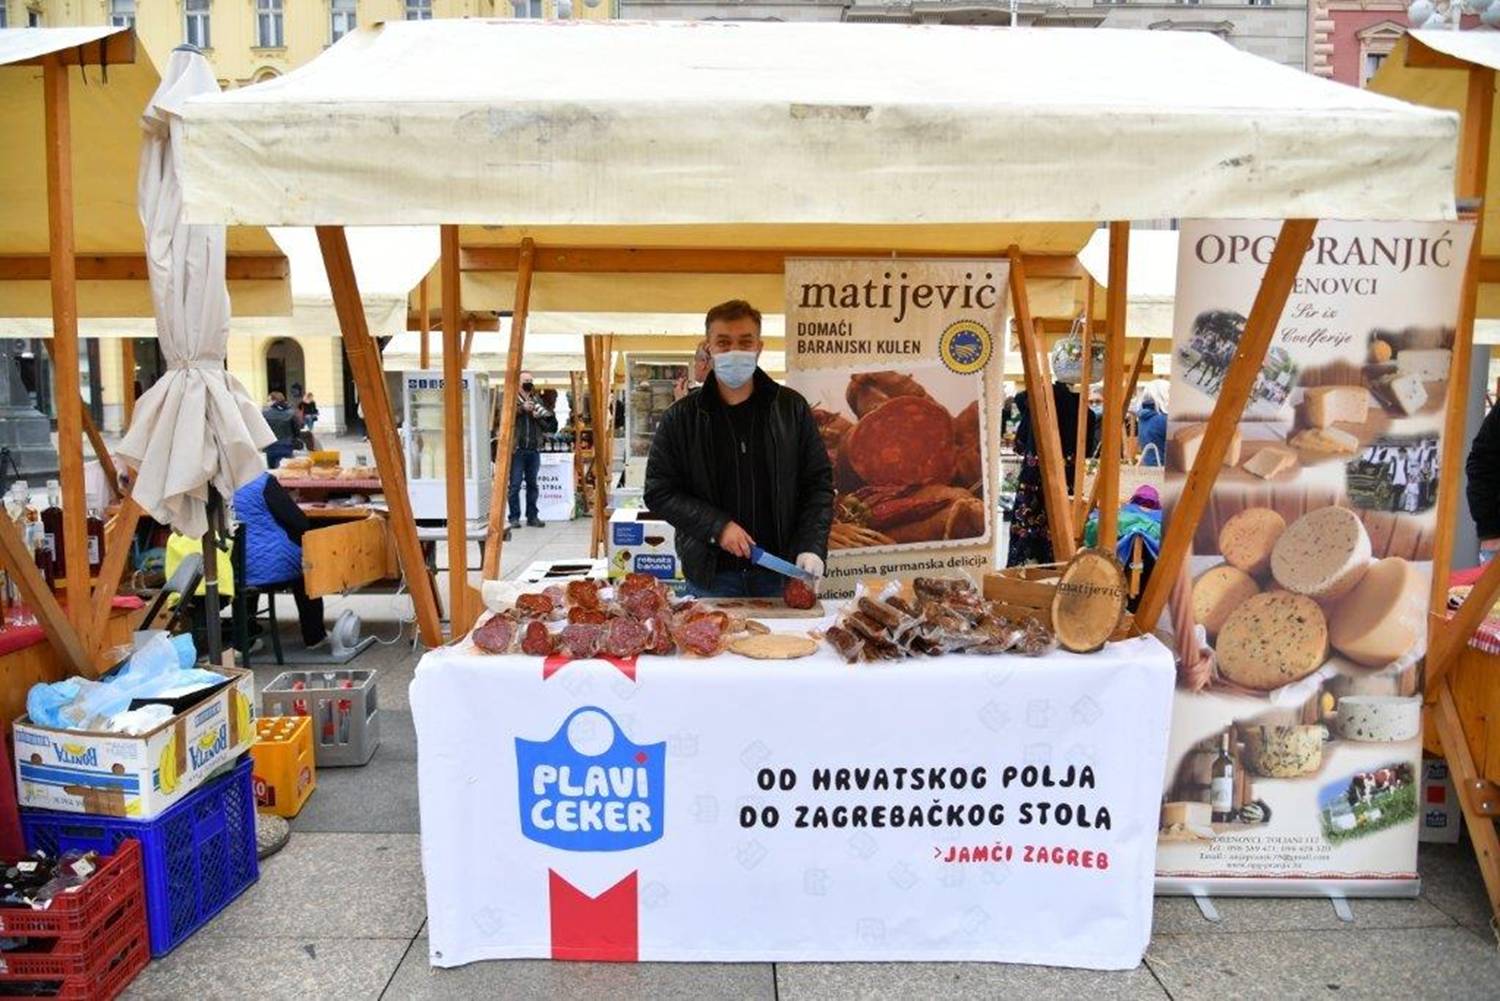 matijević
DOMAĆI
BARANJSKI KULEN
Vrhunska gurmanska delicija
OPG PRANJIĆ
ENOVCI
Sir iz
Cvelferije
matijević
robusta
banana
BONITA
BONITA
PLAVI
CEKER
OD HRVATSKOG POLJA
DO ZAGREBAČKOG STOLA
>JAMČI ZAGREB